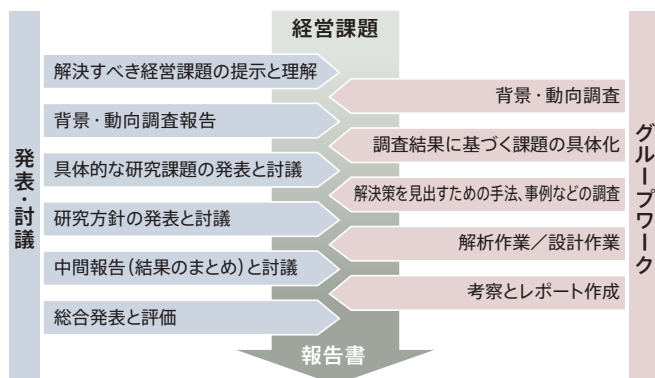 経営課題
発表・討議
解決すべき経営課題の提示と理解
背景・動向調査
背景・動向調査報告
調査結果に基づく課題の具体化
具体的な研究課題の発表と討議
解決策を見出すための手法、事例などの調査
研究方針の発表と討議
解析作業／設計作業
中間報告(結果のまとめ)と討議
考察とレポート作成
総合発表と評価
グループワーク
報告書